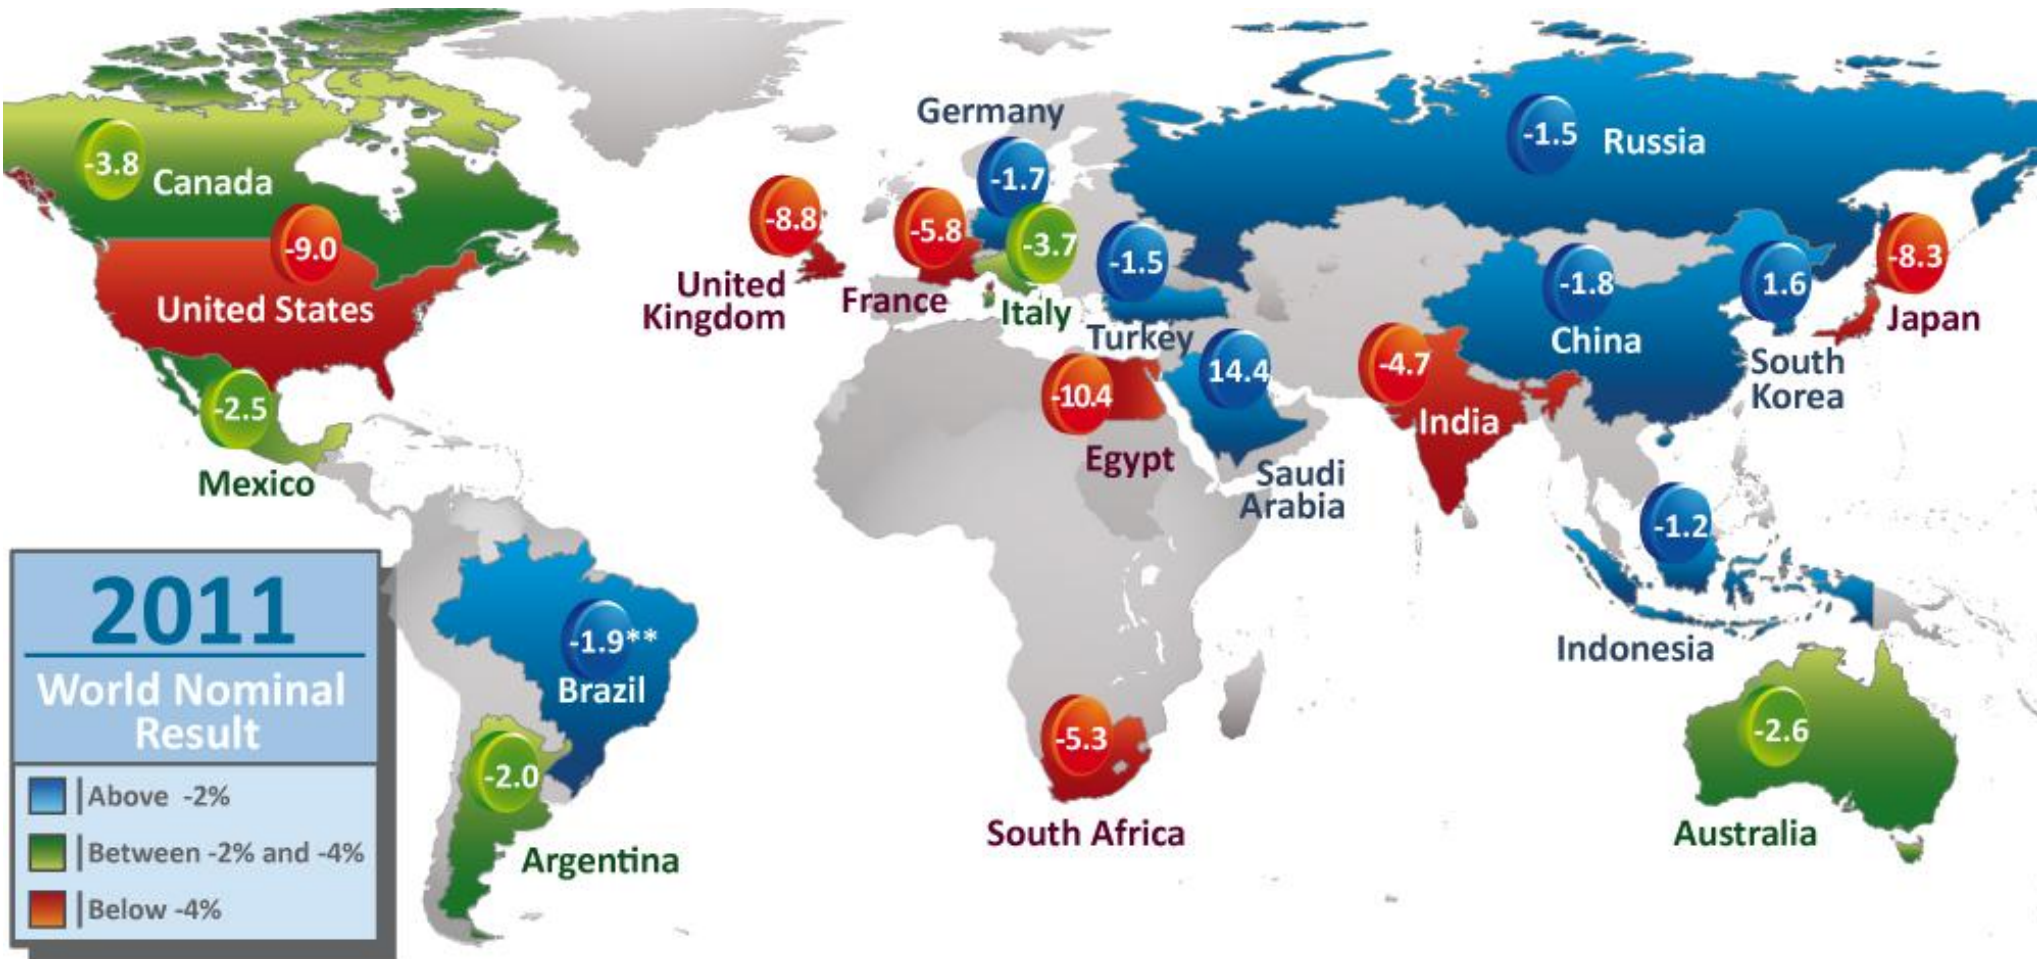 Germany
-1.5
Russia
-3.8
Canada
-1.7
-9.0
-8.8
-5.8
-3.7
-1.5
-1.8
1.6
-8.3
United
Kingdom
France
Italy
Turkey
United States
China
South
Korea
Japan
-2.5
-10.4
14.4
-4.7
India
Mexico
Egypt
Saudi
Arabia
-1.2
2011
World Nominal
Result
Above -2%
Between -2% and -4%
Below -4%
-1.9**
Brazil
Indonesia
-2.0
Argentina
-5.3
South Africa
-2.6
Australia